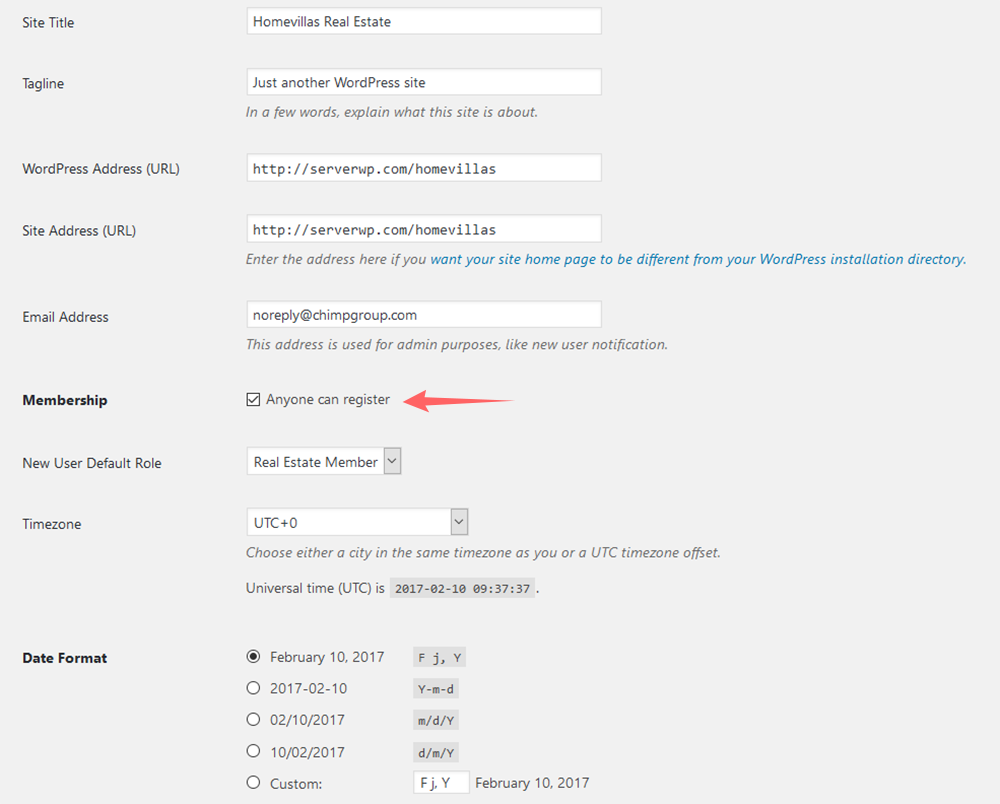 Site Title Homevillas Real Estate
Tagline Just another WordPress site
In a few words, explain what this site is about.
WordPress Address (URL) http://serverwp.com/homevillas
Site Address (URL) http://serverwp.com/homevillas
Enter the address here if you want your site home page to be different from your WordPress installation directory.
Email Address noreply@chimpgroup.com
This address is used for admin purposes, like new user notification.
Membership Anyone can register
New User Default Role Real Estate Member
Timezone UTC+0
Choose either a city in the same timezone as you or a UTC timezone offset.
Universal time (UTC) is 2017-02-10 09:37:37.
Date Format February 10, 2017 F j, Y
2017-02-10 Y-m-d
02/10/2017 m/d/Y
10/02/2017 d/m/Y
Custom: F j, Y February 10, 2017